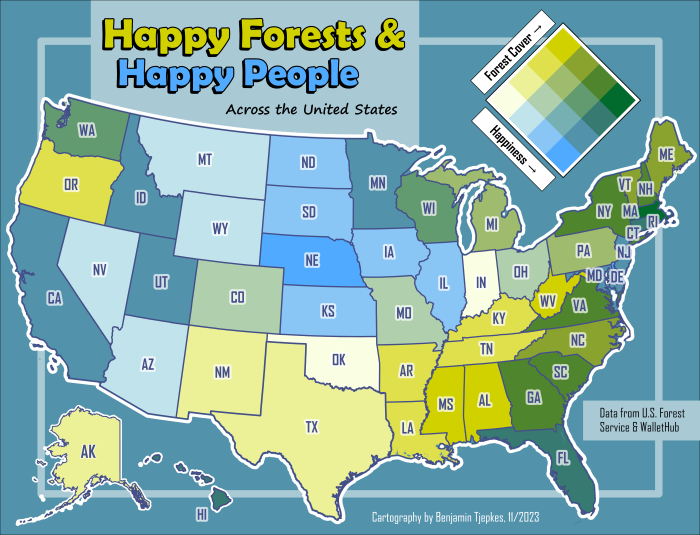 Happy Forests &
Happy People
Across the United States
Forest Cover →
Happiness →
WA
OR
CA
NV
ID
MT
WY
UT
AZ
CO
NM
ND
SD
NE
KS
OK
TX
MN
IA
MO
AR
LA
WI
IL
MI
IN
OH
KY
TN
MS
AL
GA
FL
SC
NC
VA
WV
PA
NY
VT
NH
ME
MA
RI
CT
NJ
MD
DE
AK
HI
Data from U.S. Forest
Service & WalletHub
Cartography by Benjamin Tjepkes, 11/2023